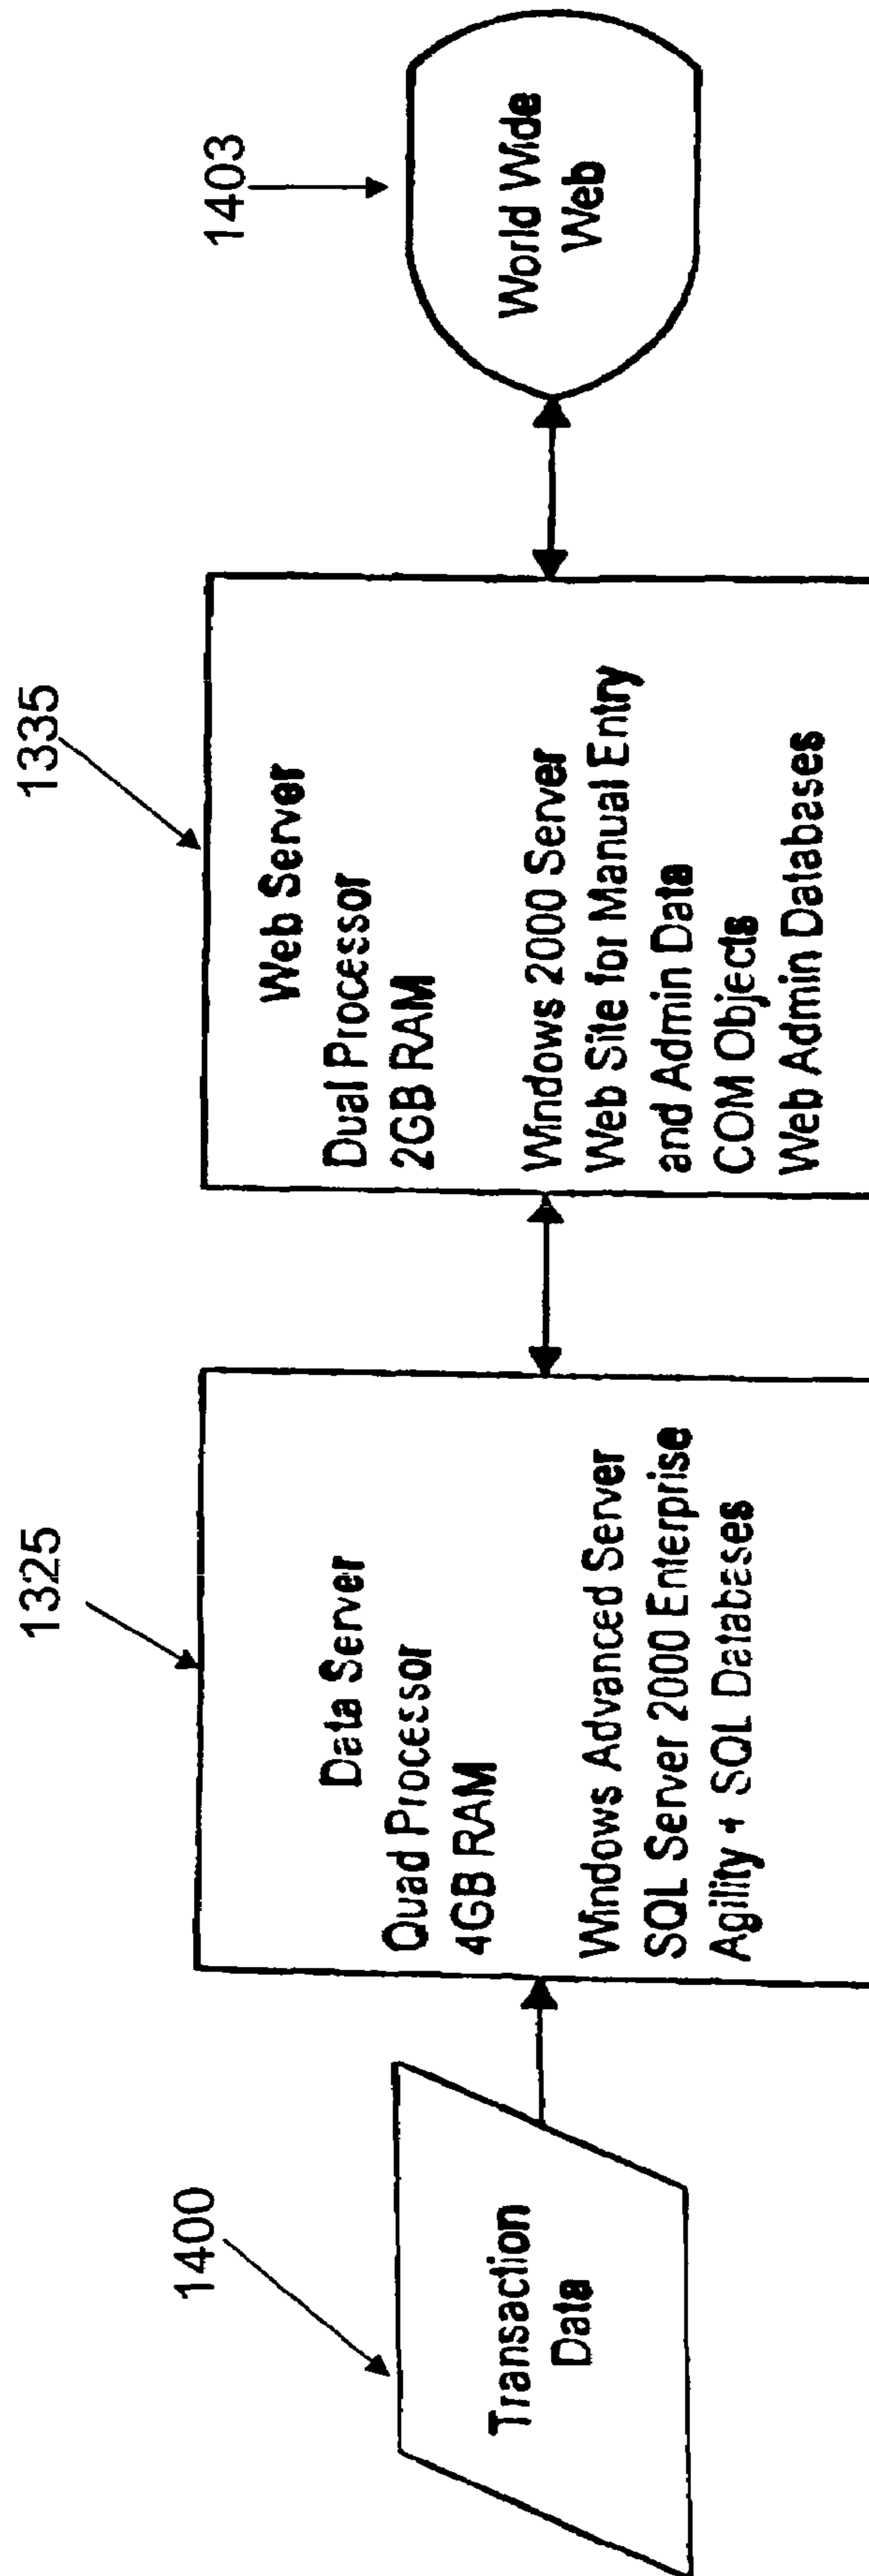 1400
Transaction
Data
1325
Data Server
Quad Processor
4GB RAM
Windows Advanced Server
SQL Server 2000 Enterprise
Agility + SQL Databases
1335
Web Server
Dual Processor
2GB RAM
Windows 2000 Server
Web Site for Manual Entry
and Admin Data
COM Objects
Web Admin Databases
1403
World Wide
Web